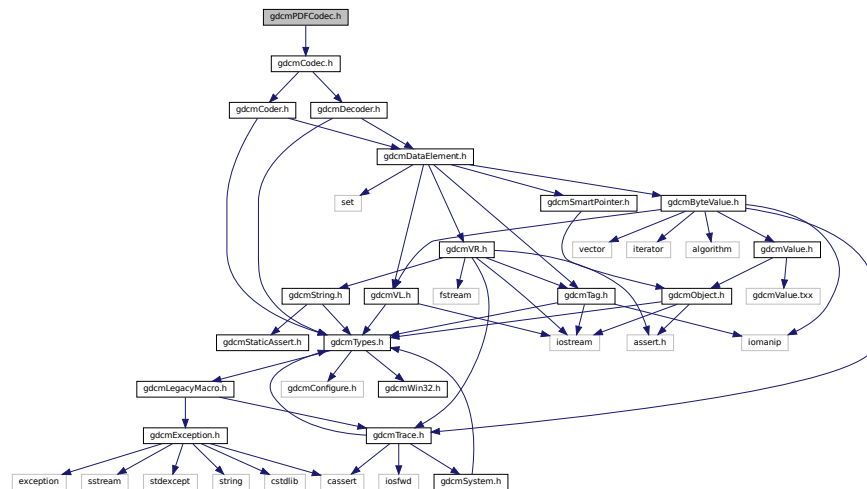 gdcmPDFCodec.h
gdcmCodec.h
gdcmCoder.h
gdcmDecoder.h
gdcmDataElement.h
set
gdcmSmartPointer.h
gdcmByteValue.h
gdcmVR.h
vector
iterator
algorithm
gdcmValue.h
gdcmString.h
gdcmVL.h
fstream
gdcmTag.h
gdcmObject.h
gdcmValue.txx
gdcmStaticAssert.h
gdcmTypes.h
iostream
assert.h
iomanip
gdcmLegacyMacro.h
gdcmConfigure.h
gdcmWin32.h
gdcmException.h
gdcmTrace.h
exception
sstream
stdexcept
string
cstdlib
cassert
iosfwd
gdcmSystem.h